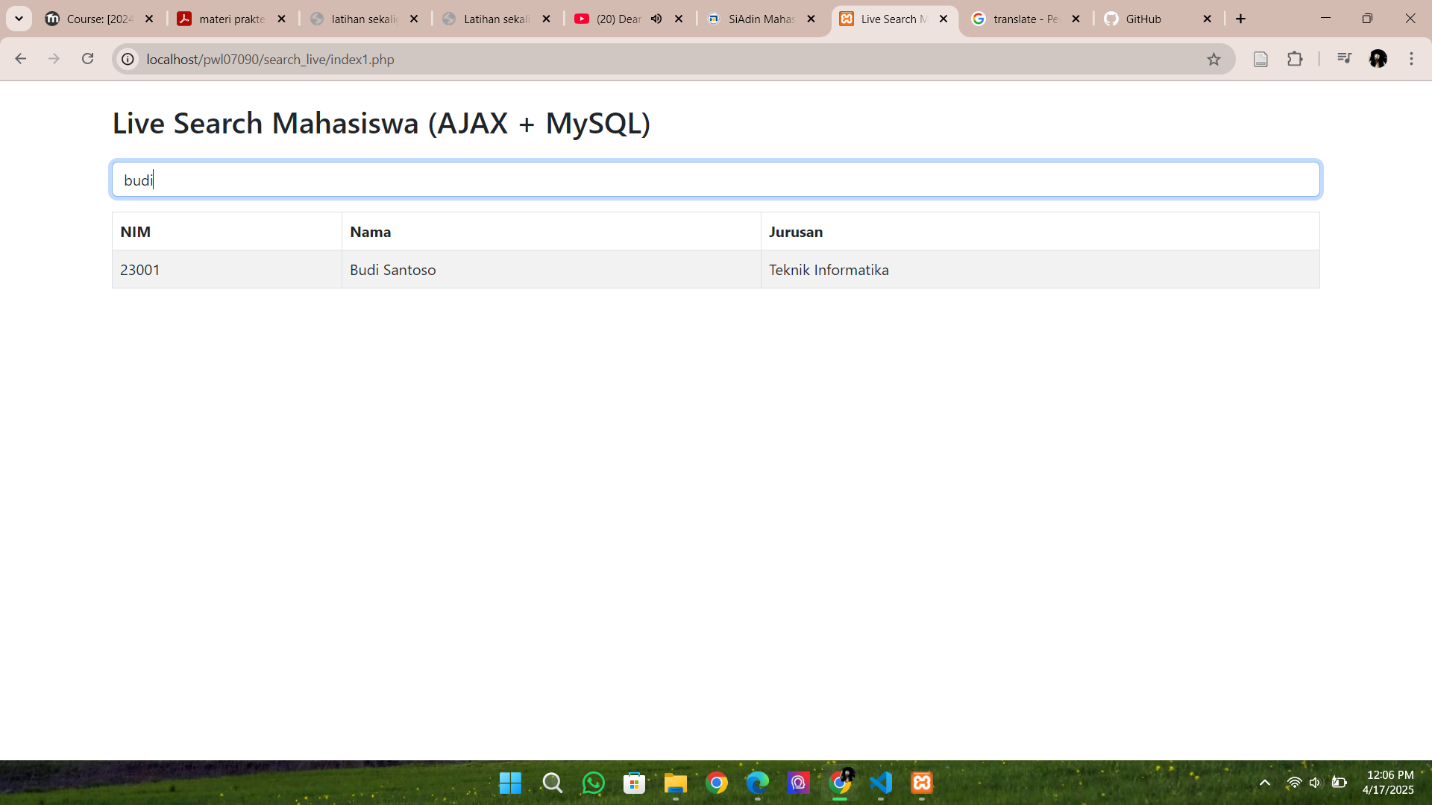 Course: [2024
materi prakte
latihan sekali
Latihan sekali
(20) Dear
SiAdin Mahas
Live Search M
translate - Pe
GitHub
localhost/pwl07090/search_live/index1.php
Live Search Mahasiswa (AJAX + MySQL)
budi
NIM Nama Jurusan
23001 Budi Santoso Teknik Informatika
12:06 PM
4/17/2025